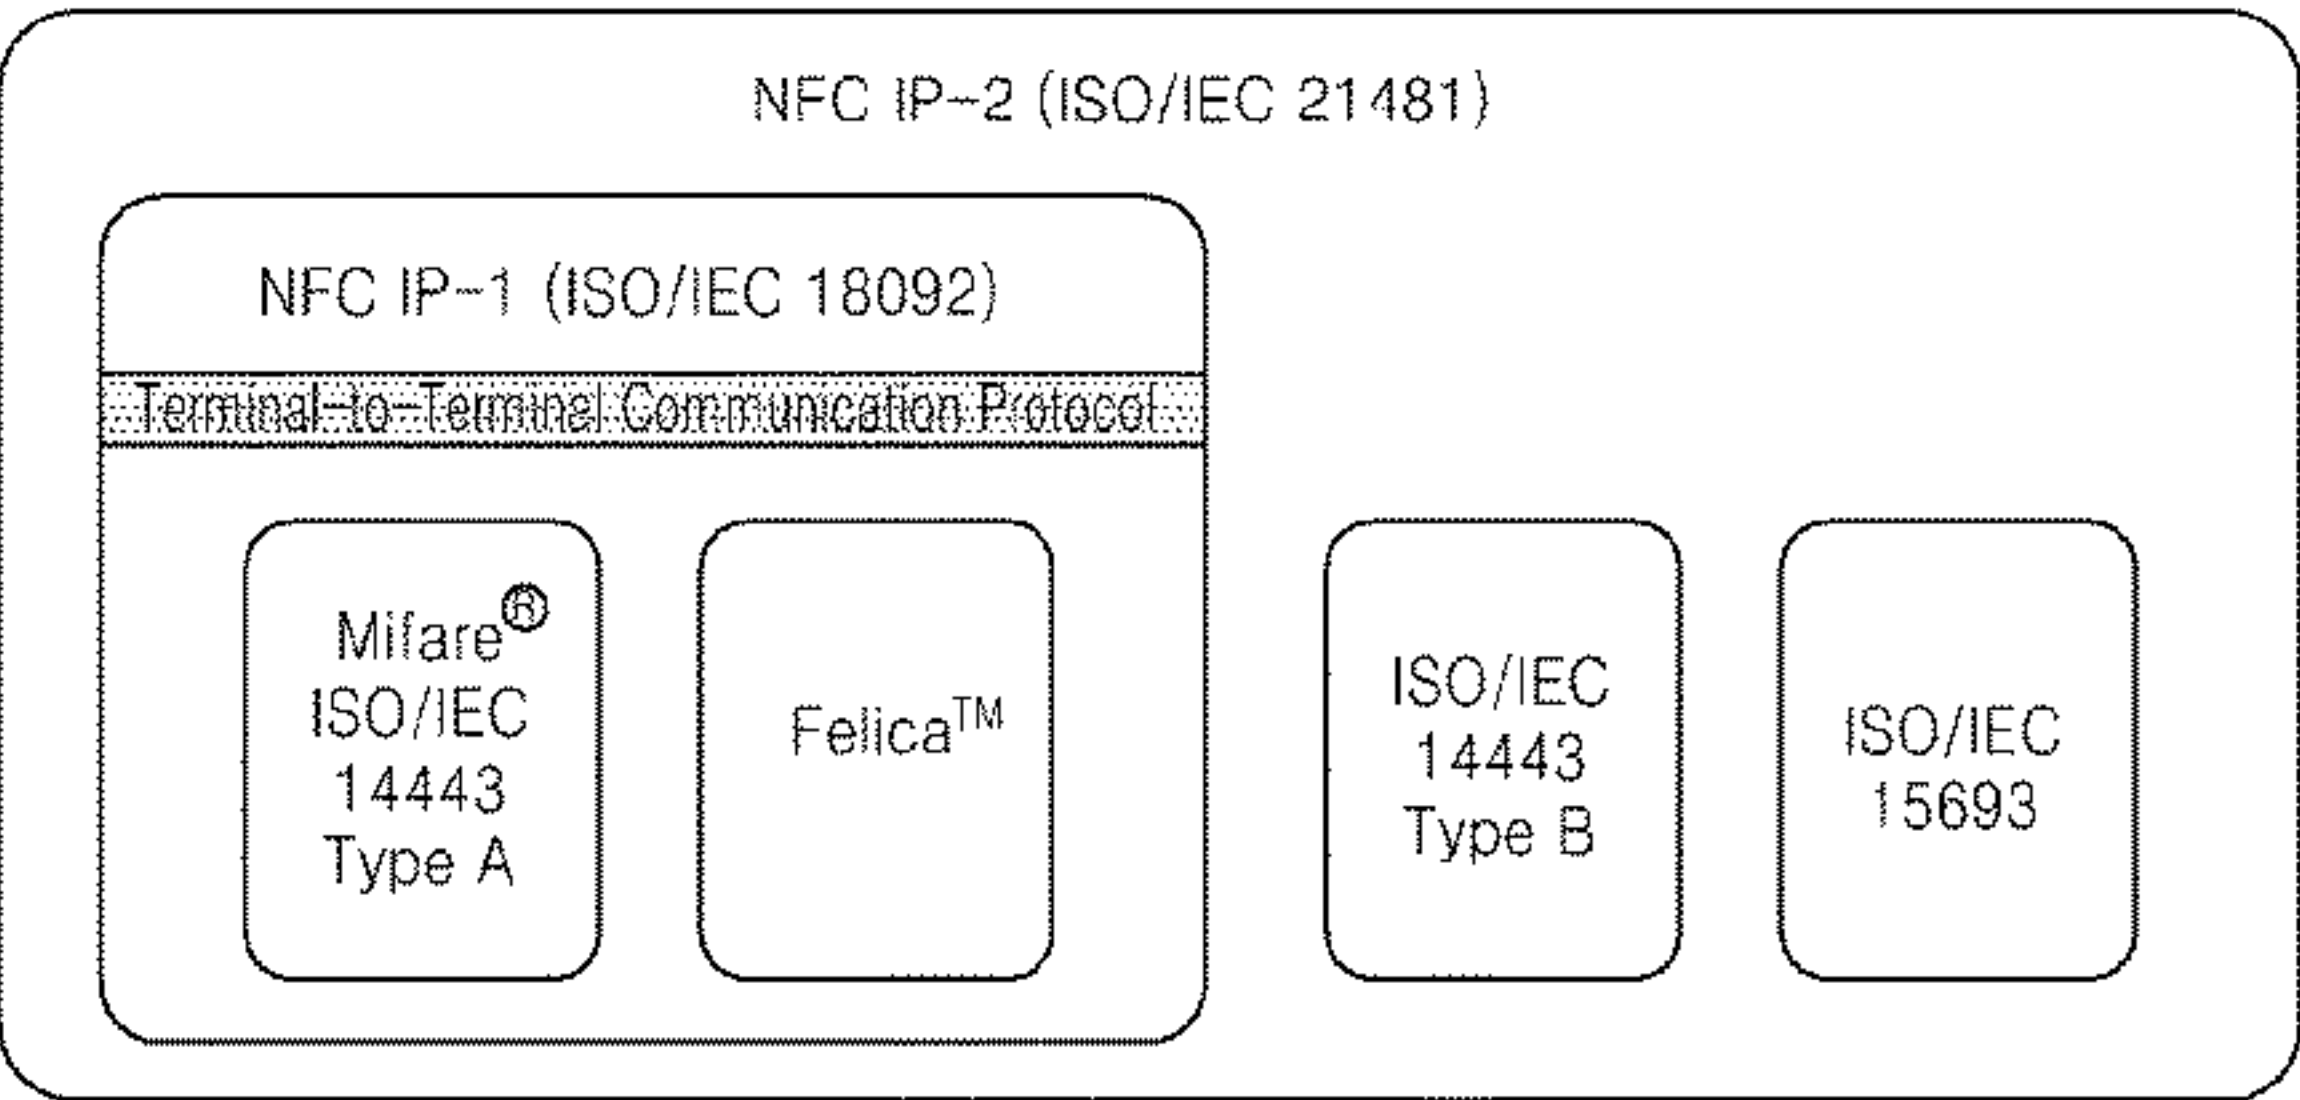 NFC IP-2 (ISO/IEC 21481)
NFC IP-1 (ISO/IEC 18092)
Terminal-to-Terminal Communication Protocol
Mifare®
ISO/IEC
14443
Type A
Felica™
ISO/IEC
14443
Type B
ISO/IEC
15693